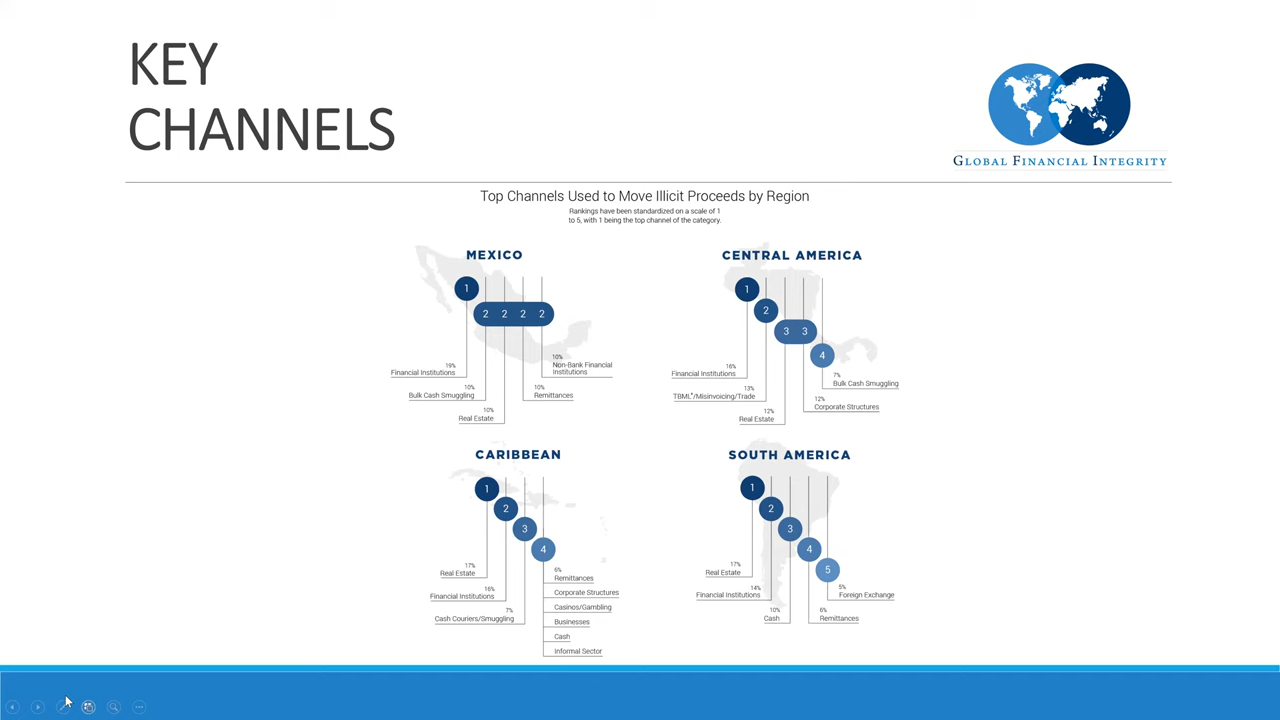 KEY
CHANNELS
GLOBAL FINANCIAL INTEGRITY
Top Channels Used to Move Illicit Proceeds by Region
Rankings have been standardized on a scale of 1
to 5, with 1 being the top channel of the category.
MEXICO
1
2 2 2 2
19%
Financial Institutions
10%
Bulk Cash Smuggling
10%
Real Estate
10%
Remittances
10%
Non-Bank Financial
Institutions
CENTRAL AMERICA
1
2
3 3
4
16%
Financial Institutions
13%
TBML*/Misinvoicing/Trade
12%
Real Estate
12%
Corporate Structures
7%
Bulk Cash Smuggling
CARIBBEAN
1
2
3
4
17%
Real Estate
16%
Financial Institutions
7%
Cash Couriers/Smuggling
6%
Remittances
Corporate Structures
Casinos/Gambling
Businesses
Cash
Informal Sector
SOUTH AMERICA
1
2
3
4
5
17%
Real Estate
14%
Financial Institutions
10%
Cash
6%
Remittances
5%
Foreign Exchange